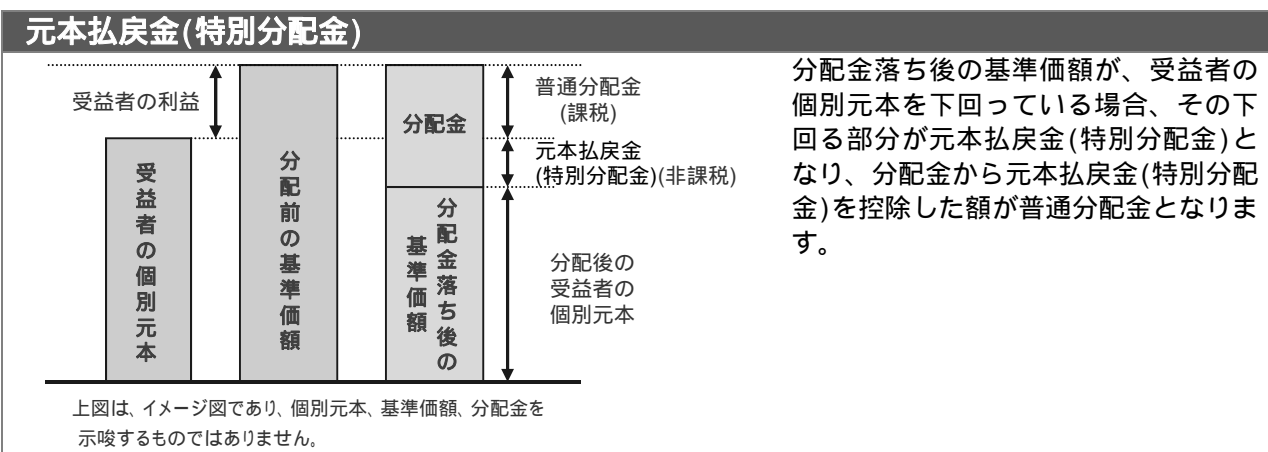 元本払戻金(特別分配金)
受益者の利益
受益者の個別元本
分配前の基準価額
分配金
分配金落ち後の
基準価額
普通分配金
(課税)
元本払戻金
(特別分配金)(非課税)
分配後の
受益者の
個別元本
上図は、イメージ図であり、個別元本、基準価額、分配金を
示唆するものではありません。
分配金落ち後の基準価額が、受益者の
個別元本を下回っている場合、その下
回る部分が元本払戻金(特別分配金)と
なり、分配金から元本払戻金(特別分配
金)を控除した額が普通分配金となりま
す。